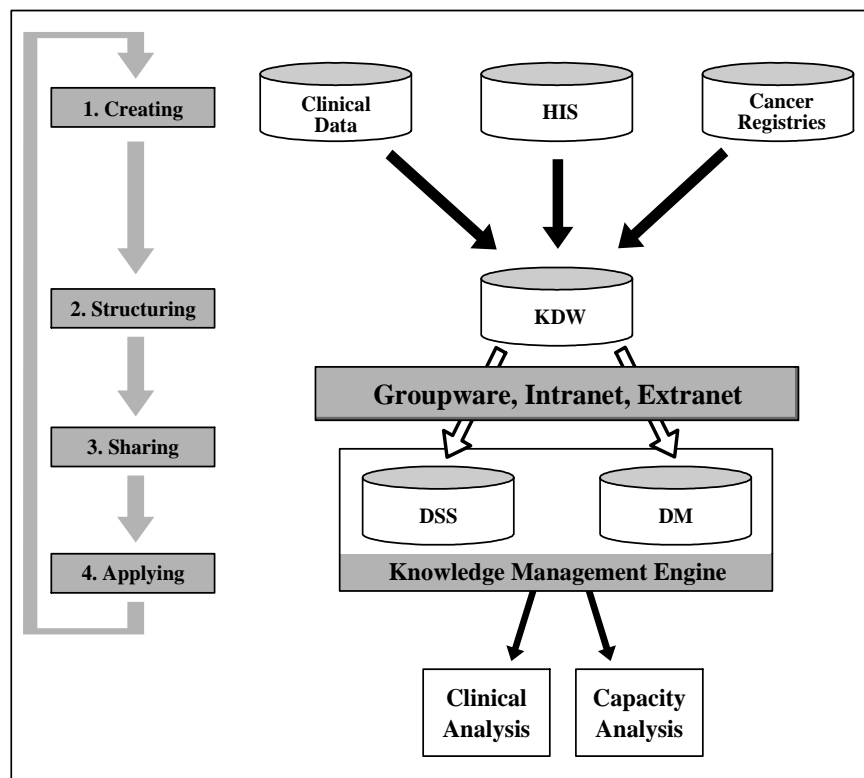 1. Creating
Clinical
Data
HIS
Cancer
Registries
2. Structuring
KDW
Groupware, Intranet, Extranet
3. Sharing
DSS
DM
4. Applying
Knowledge Management Engine
Clinical
Analysis
Capacity
Analysis